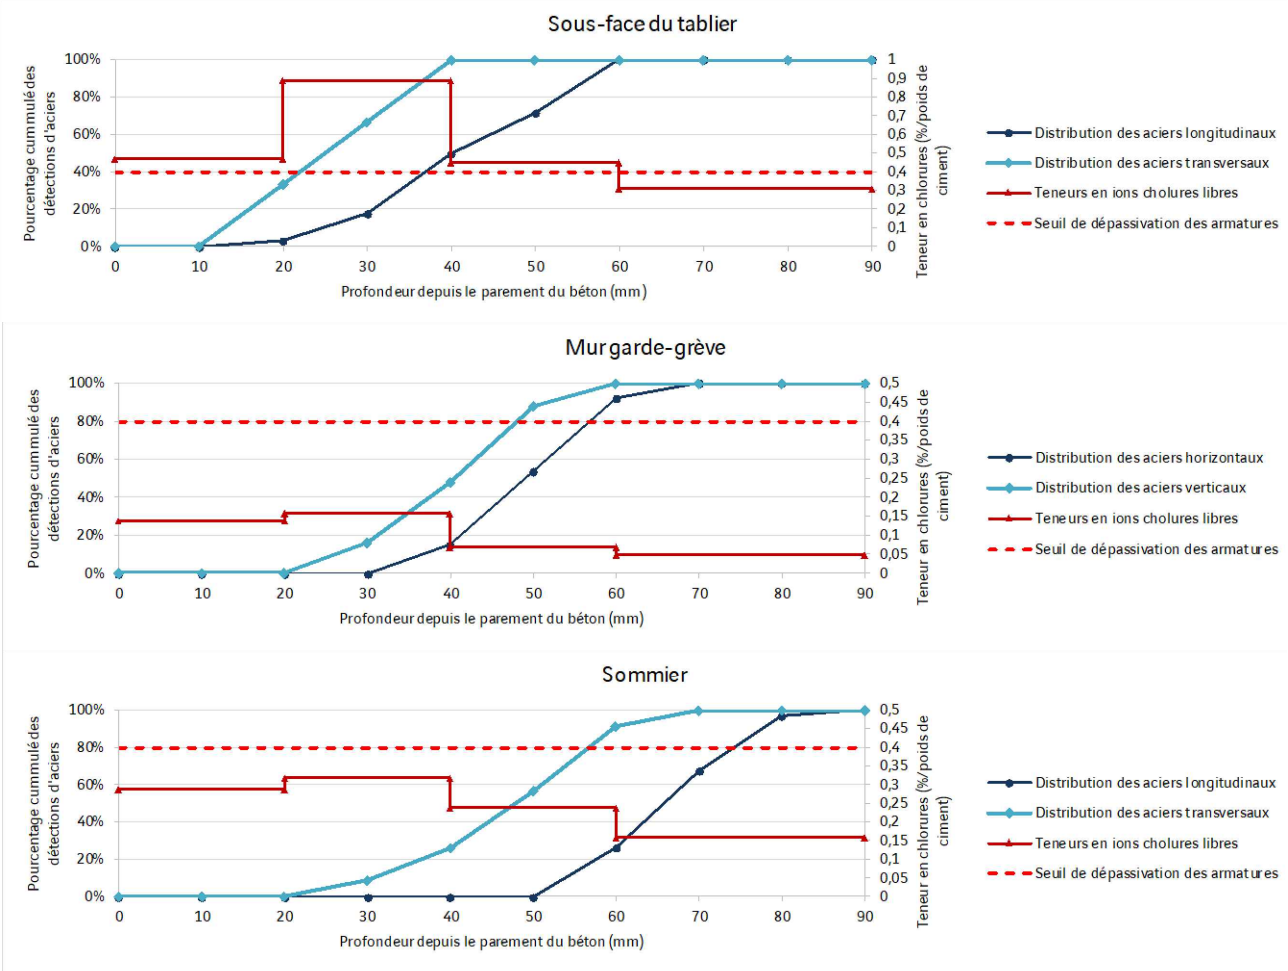 Sous-face du tablier
Pourcentage cummulé des
détections d'aciers
100%
80%
60%
40%
20%
0%
0 10 20 30 40 50 60 70 80 90
Profondeur depuis le parement du béton (mm)
1
0,9
0,8
0,7
0,6
0,5
0,4
0,3
0,2
0,1
0
Teneur en chlorures (%/poids de
ciment)
Distribution des aciers longitudinaux
Distribution des aciers transversaux
Teneurs en ions cholures libres
Seuil de dépassivation des armatures
Mur garde-grève
Pourcentage cummulé des
détections d'aciers
100%
80%
60%
40%
20%
0%
0 10 20 30 40 50 60 70 80 90
Profondeur depuis le parement du béton (mm)
0,5
0,45
0,4
0,35
0,3
0,25
0,2
0,15
0,1
0,05
0
Teneur en chlorures (%/poids de
ciment)
Distribution des aciers horizontaux
Distribution des aciers verticaux
Teneurs en ions cholures libres
Seuil de dépassivation des armatures
Sommier
Pourcentage cummulé des
détections d'aciers
100%
80%
60%
40%
20%
0%
0 10 20 30 40 50 60 70 80 90
Profondeur depuis le parement du béton (mm)
0,5
0,45
0,4
0,35
0,3
0,25
0,2
0,15
0,1
0,05
0
Teneur en chlorures (%/poids de
ciment)
Distribution des aciers longitudinaux
Distribution des aciers transversaux
Teneurs en ions cholures libres
Seuil de dépassivation des armatures